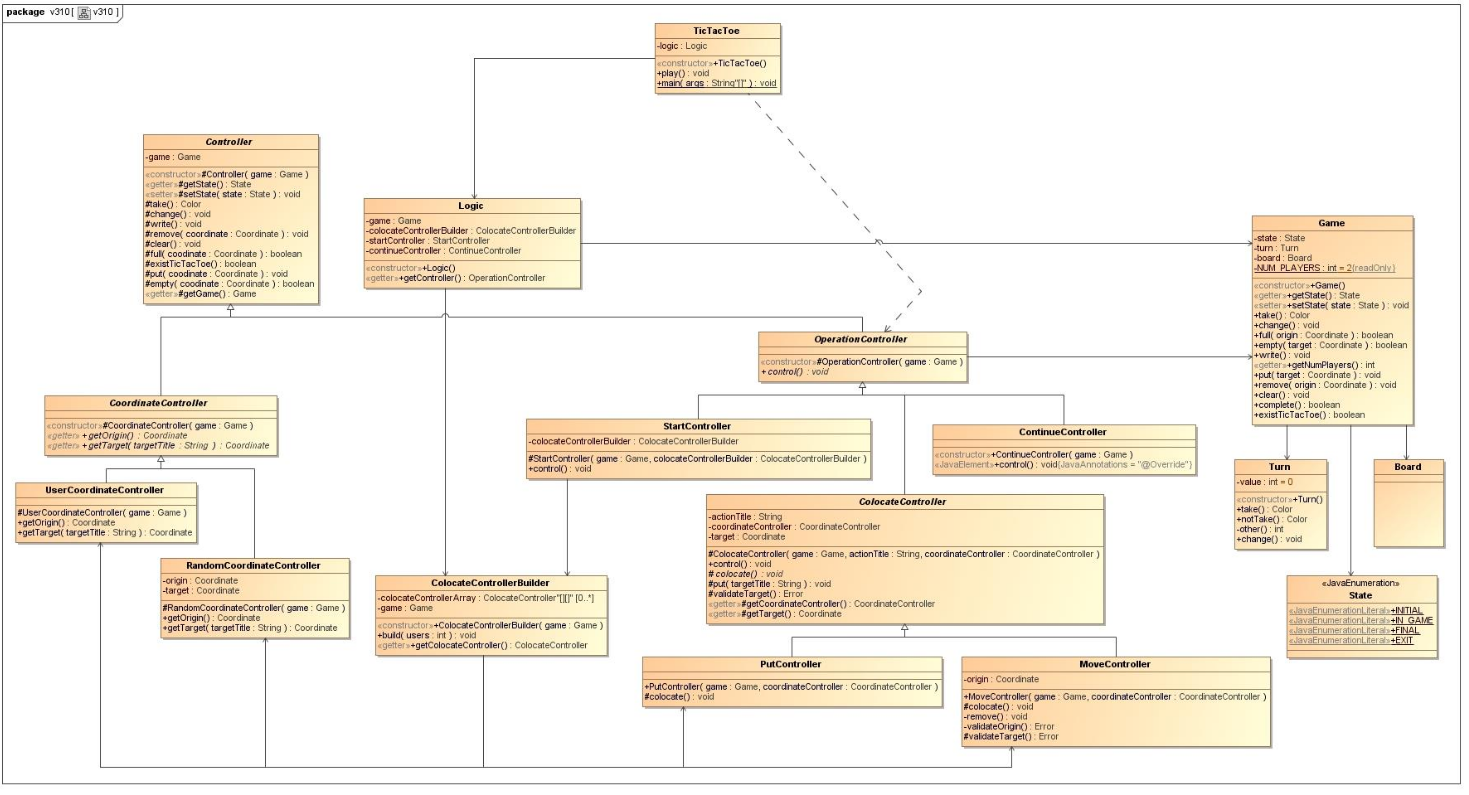 package v310 [ v310 ]
TicTacToe
-logic : Logic
«constructor»+TicTacToe()
+play() : void
+main( args : String"[]" ) : void
Controller
-game : Game
«constructor»#Controller( game : Game )
«getter»#getState() : State
«setter»#setState( state : State ) : void
#take() : Color
#change() : void
#write() : void
#remove( coordinate : Coordinate ) : void
#clear() : void
#full( coodinate : Coordinate ) : boolean
#existTicTacToe() : boolean
#put( coodinate : Coordinate ) : void
#empty( coodinate : Coordinate ) : boolean
«getter»#getGame() : Game
Logic
-game : Game
-colocateControllerBuilder : ColocateControllerBuilder
-startController : StartController
-continueController : ContinueController
«constructor»+Logic()
«getter»+getController() : OperationController
Game
-state : State
-turn : Turn
-board : Board
-NUM_PLAYERS : int = 2{readOnly}
«constructor»+Game()
«getter»+getState() : State
«setter»+setState( state : State ) : void
+take() : Color
+change() : void
+full( origin : Coordinate ) : boolean
+empty( target : Coordinate ) : boolean
+write() : void
«getter»+getNumPlayers() : int
+put( target : Coordinate ) : void
+remove( origin : Coordinate ) : void
+clear() : void
+complete() : boolean
+existTicTacToe() : boolean
OperationController
«constructor»#OperationController( game : Game )
+ control() : void
CoordinateController
«constructor»#CoordinateController( game : Game )
«getter» +getOrigin() : Coordinate
«getter» +getTarget( targetTitle : String ) : Coordinate
StartController
-colocateControllerBuilder : ColocateControllerBuilder
#StartController( game : Game, colocateControllerBuilder : ColocateControllerBuilder )
+control() : void
ContinueController
«constructor»+ContinueController( game : Game )
«JavaElement»+control() : void{JavaAnnotations = "@Override"}
UserCoordinateController
#UserCoordinateController( game : Game )
+getOrigin() : Coordinate
+getTarget( targetTitle : String ) : Coordinate
Turn
-value : int = 0
«constructor»+Turn()
+take() : Color
+notTake() : Color
-other() : int
+change() : void
Board
ColocateController
-actionTitle : String
-coordinateController : CoordinateController
-target : Coordinate
#ColocateController( game : Game, actionTitle : String, coordinateController : CoordinateController )
+control() : void
# colocate() : void
#put( targetTitle : String ) : void
#validateTarget() : Error
«getter»#getCoordinateController() : CoordinateController
«getter»#getTarget() : Coordinate
RandomCoordinateController
-origin : Coordinate
-target : Coordinate
#RandomCoordinateController( game : Game )
+getOrigin() : Coordinate
+getTarget( targetTitle : String ) : Coordinate
ColocateControllerBuilder
-colocateControllerArray : ColocateController"[][]" [0..*]
-game : Game
«constructor»+ColocateControllerBuilder( game : Game )
+build( users : int ) : void
«getter»+getColocateController() : ColocateController
«JavaEnumeration»
State
«JavaEnumerationLiteral»+INITIAL
«JavaEnumerationLiteral»+IN_GAME
«JavaEnumerationLiteral»+FINAL
«JavaEnumerationLiteral»+EXIT
PutController
+PutController( game : Game, coordinateController : CoordinateController )
#colocate() : void
MoveController
-origin : Coordinate
+MoveController( game : Game, coordinateController : CoordinateController )
#colocate() : void
-remove() : void
-validateOrigin() : Error
#validateTarget() : Error